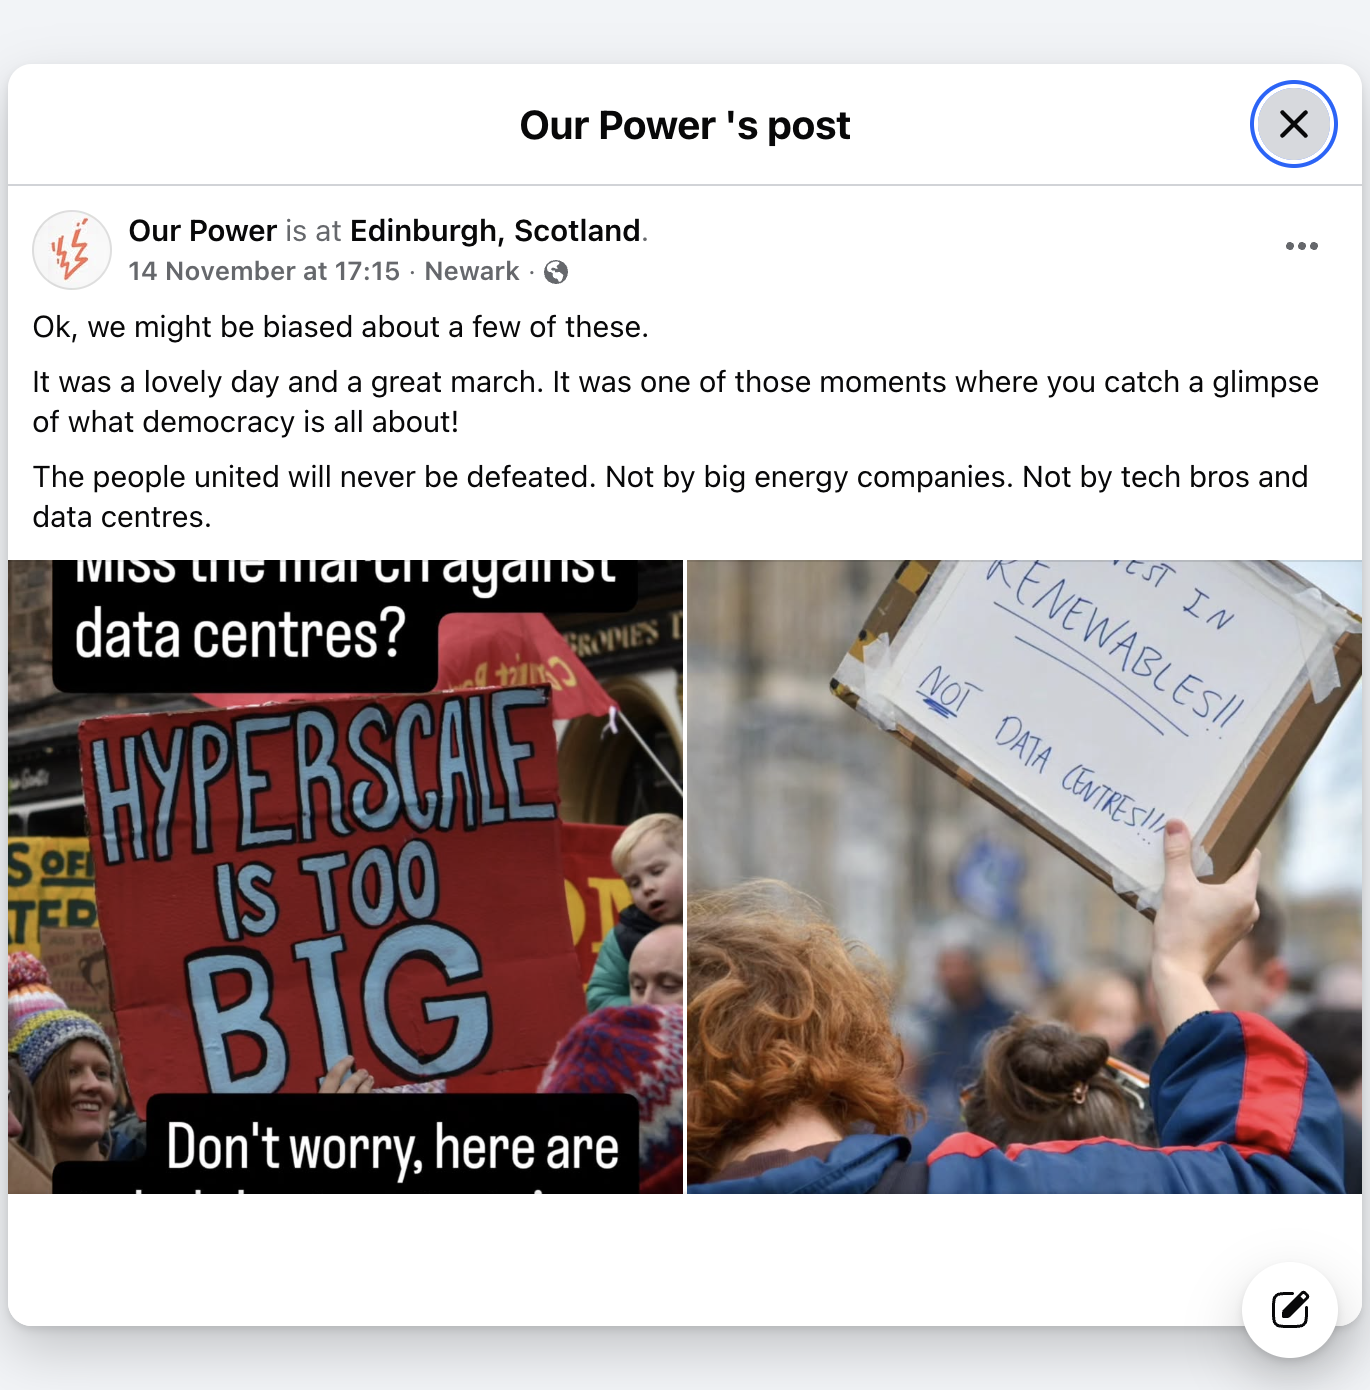 Our Power 's post
Our Power is at Edinburgh, Scotland.
14 November at 17:15 · Newark ·
Ok, we might be biased about a few of these.
It was a lovely day and a great march. It was one of those moments where you catch a glimpse
of what democracy is all about!
The people united will never be defeated. Not by big energy companies. Not by tech bros and
data centres.
Miss the march against
data centres?
HYPERSCALE
IS TOO
BIG
Don't worry, here are
IN
RENEWABLES!!
NOT
DATA CENTRES!!!